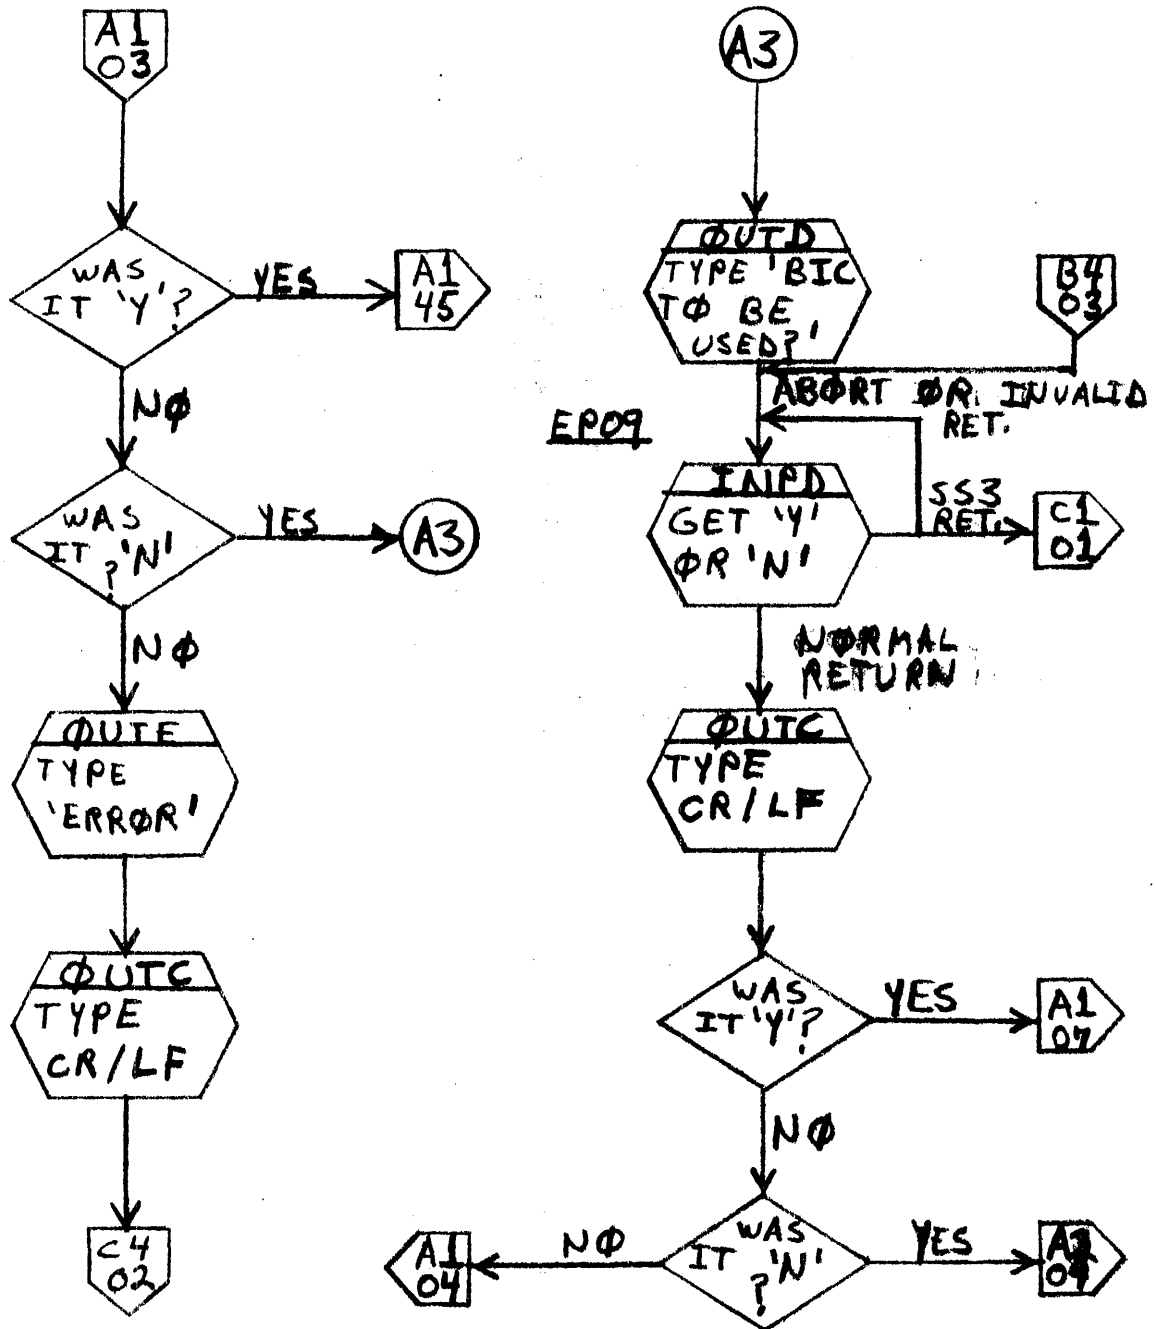 A1
03
WAS
IT 'Y'?
YES
A1
45
NØ
WAS
IT 'N'
?
YES
A3
NØ
ØUTE
TYPE
'ERRØR'
ØUTC
TYPE
CR/LF
C4
02
A3
ØUTD
TYPE 'BIC
TØ BE
USED?'
B4
03
ABØRT ØR INVALID
RET.
EP09
INPD
GET 'Y'
ØR 'N'
SS3
RET.
C1
01
NØRMAL
RETURN
ØUTC
TYPE
CR/LF
WAS
IT 'Y'?
YES
A1
07
NØ
WAS
IT 'N'
?
NØ
A1
04
YES